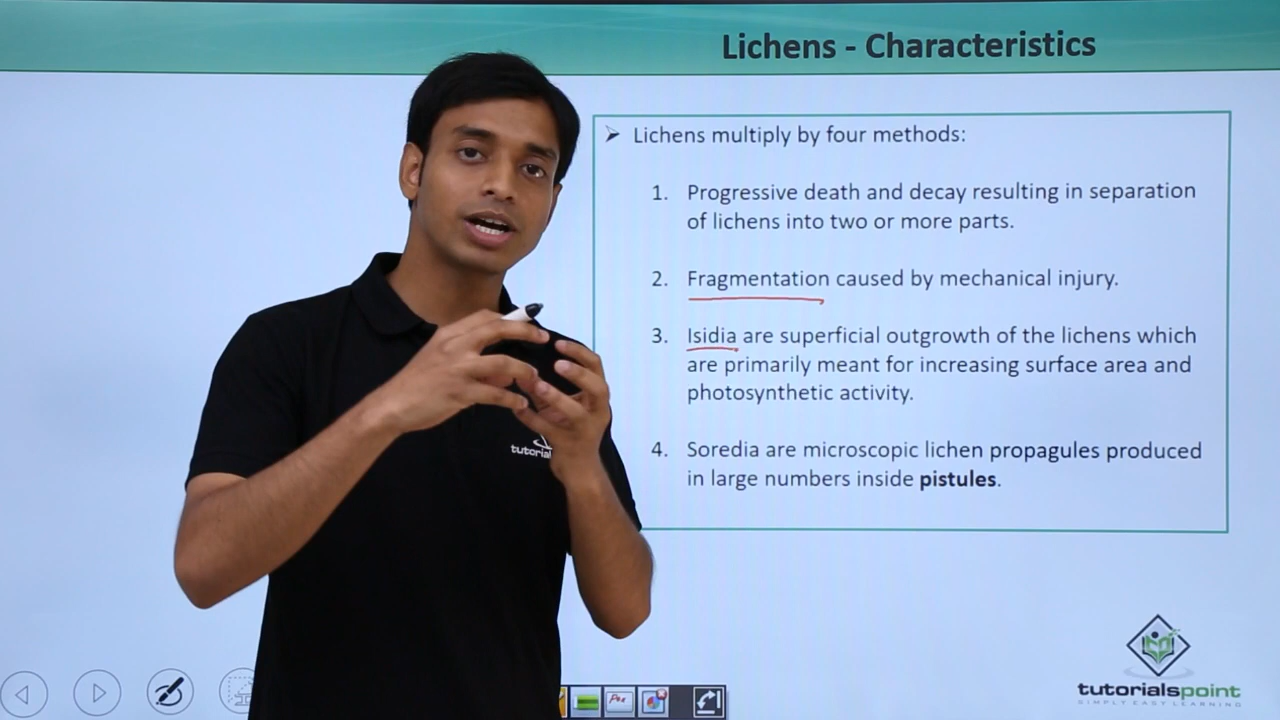 Lichens - Characteristics
➢ Lichens multiply by four methods:
1. Progressive death and decay resulting in separation
of lichens into two or more parts.
2. Fragmentation caused by mechanical injury.
3. Isidia are superficial outgrowth of the lichens which
are primarily meant for increasing surface area and
photosynthetic activity.
4. Soredia are microscopic lichen propagules produced
in large numbers inside pistules.
tutorial
tutorialspoint
SIMPLY EASY LEARNING